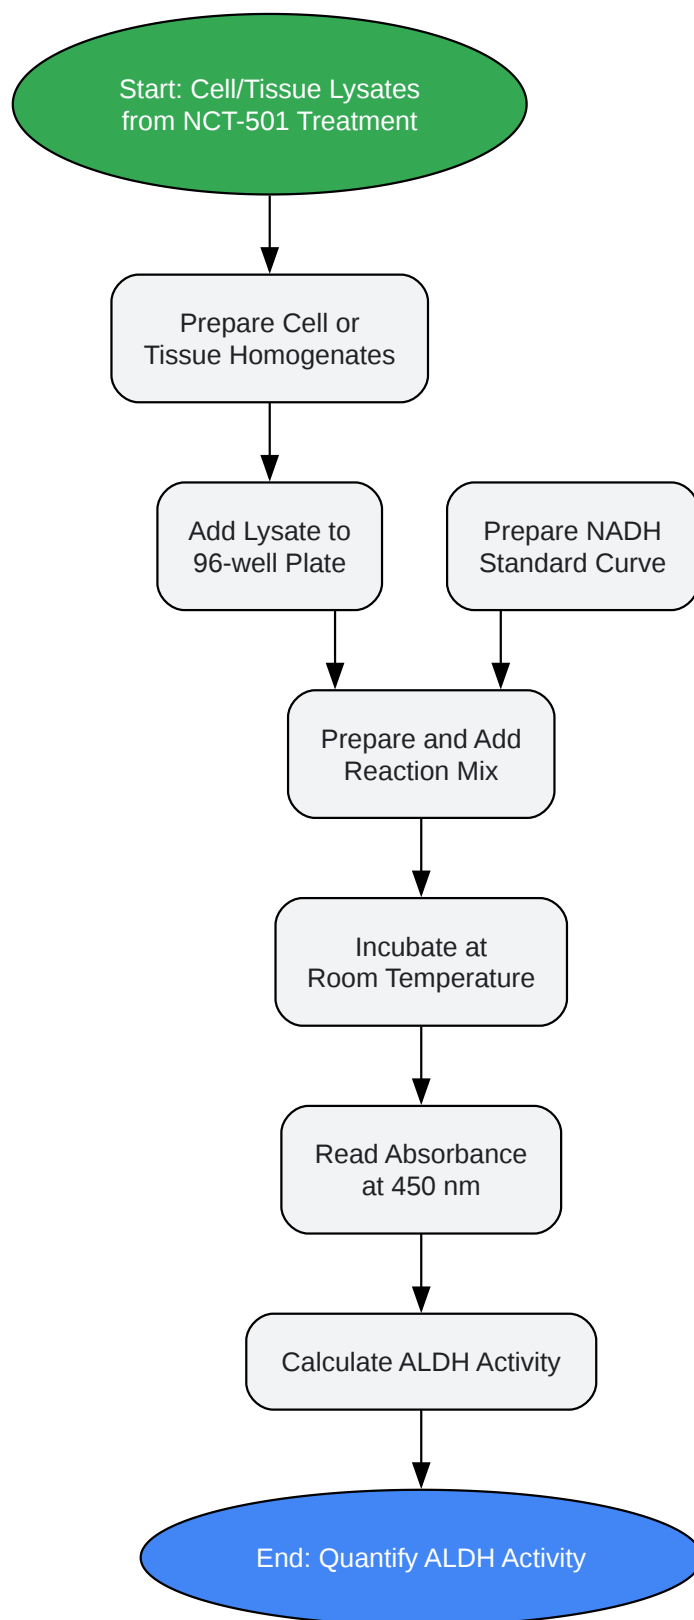 Start: Cell/Tissue Lysates
from NCT-501 Treatment
Prepare Cell or
Tissue Homogenates
Add Lysate to
96-well Plate
Prepare NADH
Standard Curve
Prepare and Add
Reaction Mix
Incubate at
Room Temperature
Read Absorbance
at 450 nm
Calculate ALDH Activity
End: Quantify ALDH Activity